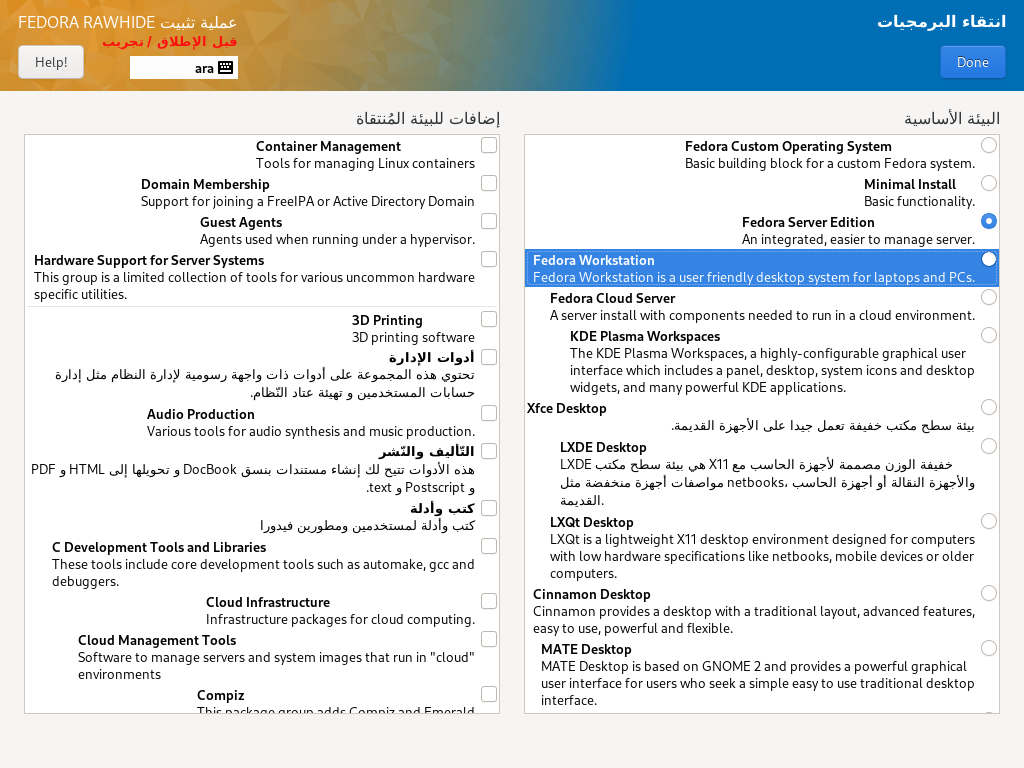 انتقاء البرمجيات
Done
عملية تثبيت FEDORA RAWHIDE
قبل الإطلاق / تجريب
ara
Help!
البيئة الأساسية
Fedora Custom Operating System
Basic building block for a custom Fedora system.
Minimal Install
Basic functionality.
Fedora Server Edition
An integrated, easier to manage server.
Fedora Workstation
Fedora Workstation is a user friendly desktop system for laptops and PCs.
Fedora Cloud Server
A server install with components needed to run in a cloud environment.
KDE Plasma Workspaces
The KDE Plasma Workspaces, a highly-configurable graphical user
interface which includes a panel, desktop, system icons and desktop
widgets, and many powerful KDE applications.
Xfce Desktop
بيئة سطح مكتب خفيفة تعمل جيدا على الأجهزة القديمة.
LXDE Desktop
LXDE هي بيئة سطح مكتب X11 خفيفة الوزن مصممة لأجهزة الحاسب مع
مواصفات أجهزة منخفضة مثل netbooks، والأجهزة النقالة أو أجهزة الحاسب
القديمة.
LXQt Desktop
LXQt is a lightweight X11 desktop environment designed for computers
with low hardware specifications like netbooks, mobile devices or older
computers.
Cinnamon Desktop
Cinnamon provides a desktop with a traditional layout, advanced features,
easy to use, powerful and flexible.
MATE Desktop
MATE Desktop is based on GNOME 2 and provides a powerful graphical
user interface for users who seek a simple easy to use traditional desktop
interface.
إضافات للبيئة المُنتقاة
Container Management
Tools for managing Linux containers
Domain Membership
Support for joining a FreeIPA or Active Directory Domain
Guest Agents
Agents used when running under a hypervisor.
Hardware Support for Server Systems
This group is a limited collection of tools for various uncommon hardware
specific utilities.
3D Printing
3D printing software
أدوات الإدارة
تحتوي هذه المجموعة على أدوات ذات واجهة رسومية لإدارة النظام مثل إدارة
حسابات المستخدمين و تهيئة عتاد النّظام.
Audio Production
Various tools for audio synthesis and music production.
التّأليف والنّشر
هذه الأدوات تتيح لك إنشاء مستندات بنسق DocBook و تحويلها إلى HTML و PDF
و Postscript و text.
كتب وأدلة
كتب وأدلة لمستخدمين ومطورين فيدورا
C Development Tools and Libraries
These tools include core development tools such as automake, gcc and
debuggers.
Cloud Infrastructure
Infrastructure packages for cloud computing.
Cloud Management Tools
Software to manage servers and system images that run in "cloud"
environments
Compiz
This package group adds Compiz and Emerald